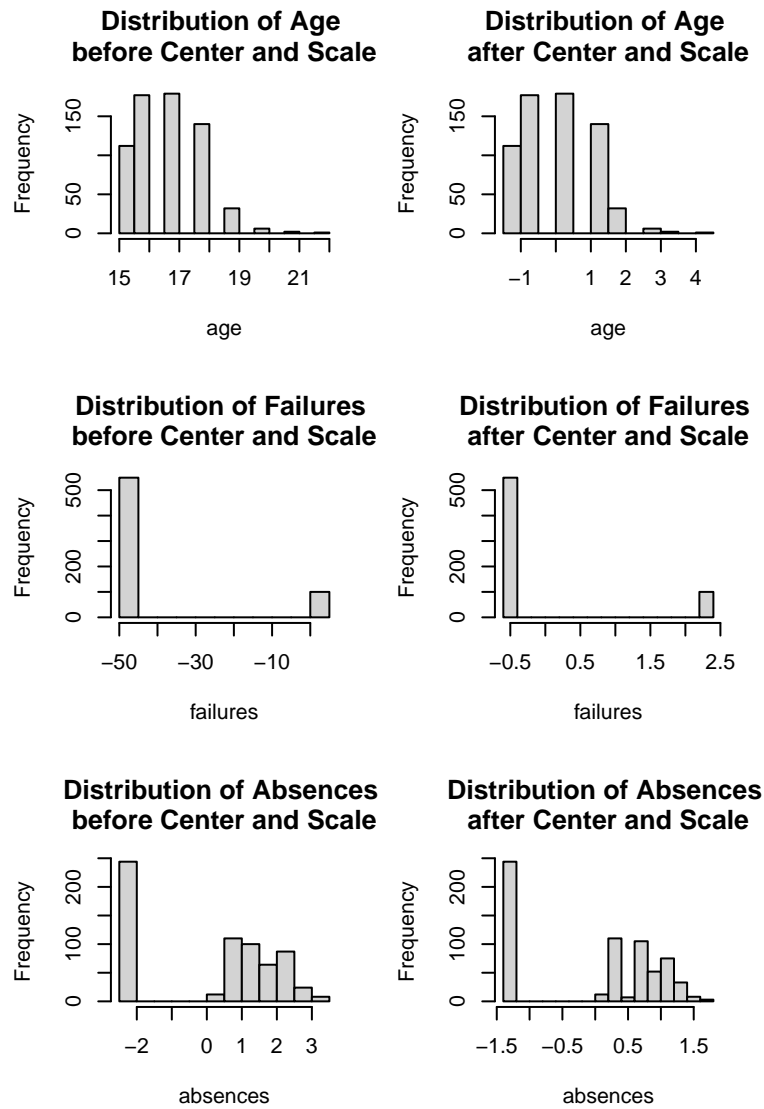 Distribution of Age
before Center and Scale
Frequency
0
50
150
15
17
19
21
age
Distribution of Age
after Center and Scale
Frequency
0
50
150
−1
1
2
3
4
age
Distribution of Failures
before Center and Scale
Frequency
0
200
500
−50
−30
−10
failures
Distribution of Failures
after Center and Scale
Frequency
0
200
500
−0.5
0.5
1.5
2.5
failures
Distribution of Absences
before Center and Scale
Frequency
0
100
200
−2
0
1
2
3
absences
Distribution of Absences
after Center and Scale
Frequency
0
100
200
−1.5
−0.5
0.5
1.5
absences